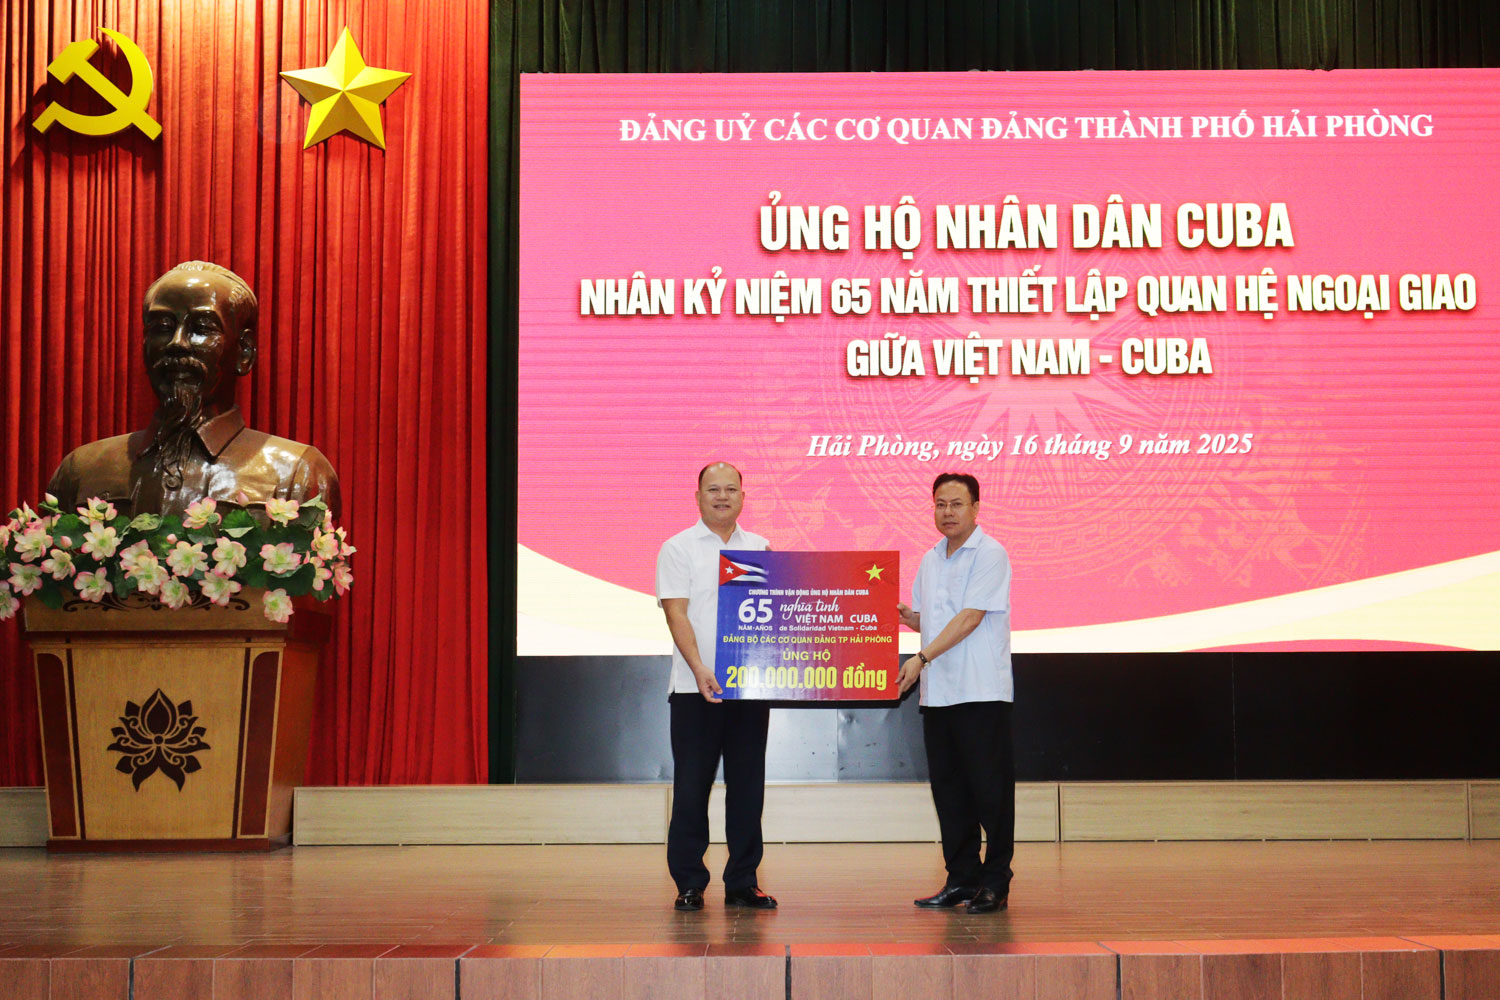 ĐẢNG UỶ CÁC CƠ QUAN ĐẢNG THÀNH PHỐ HẢI PHÒNG
ỦNG HỘ NHÂN DÂN CUBA
NHÂN KỶ NIỆM 65 NĂM THIẾT LẬP QUAN HỆ NGOẠI GIAO
GIỮA VIỆT NAM - CUBA
Hải Phòng, ngày 16 tháng 9 năm 2025
CHƯƠNG TRÌNH VẬN ĐỘNG ỦNG HỘ NHÂN DÂN CUBA
65 nghĩa tình
VIỆT NAM CUBA
NĂM-AÑOS de Solidaridad Vietnam - Cuba
ĐẢNG BỘ CÁC CƠ QUAN ĐẢNG TP HẢI PHÒNG
ỦNG HỘ
200.000.000 đồng